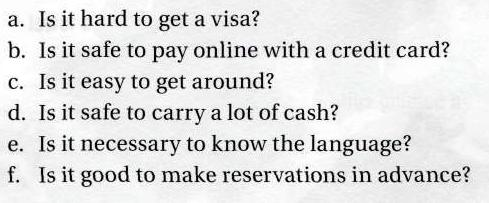 a. Is it hard to get a visa?
b. Is it safe to pay online with a credit card?
c. Is it easy to get around?
d. Is it safe to carry a lot of cash?
e. Is it necessary to know the language?
f. Is it good to make reservations in advance?